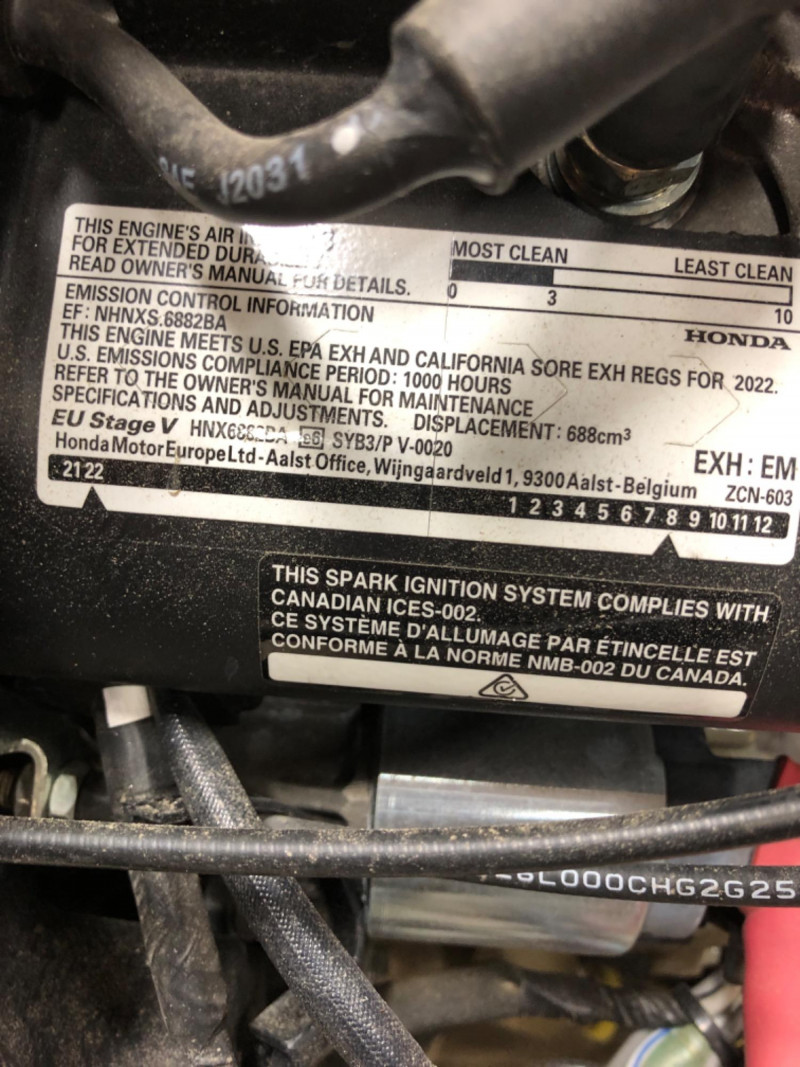 J2031
THIS ENGINE'S AIR
FOR EXTENDED
READ OWNER'S MANUAL FOR DETAILS.
MOST CLEAN
LEAST CLEAN
0 3 10
EMISSION CONTROL INFORMATION
HONDA
EF: NHNXS.6882BA
THIS ENGINE MEETS U.S. EPA EXH AND CALIFORNIA SORE EXH REGS FOR 2022.
U.S. EMISSIONS COMPLIANCE PERIOD: 1000 HOURS
REFER TO THE OWNER'S MANUAL FOR MAINTENANCE
SPECIFICATIONS AND ADJUSTMENTS. DISPLACEMENT: 688cm³
EU Stage V HNX6882BA e6 SYB3/P V-0020
EXH: EM
Honda Motor Europe Ltd - Aalst Office, Wijngaardveld 1, 9300 Aalst - Belgium
ZCN-603
21 22
1 2 3 4 5 6 7 8 9 10 11 12
THIS SPARK IGNITION SYSTEM COMPLIES WITH
CANADIAN ICES-002.
CE SYSTÈME D'ALLUMAGE PAR ÉTINCELLE EST
CONFORME À LA NORME NMB-002 DU CANADA.
L000CHG2G25